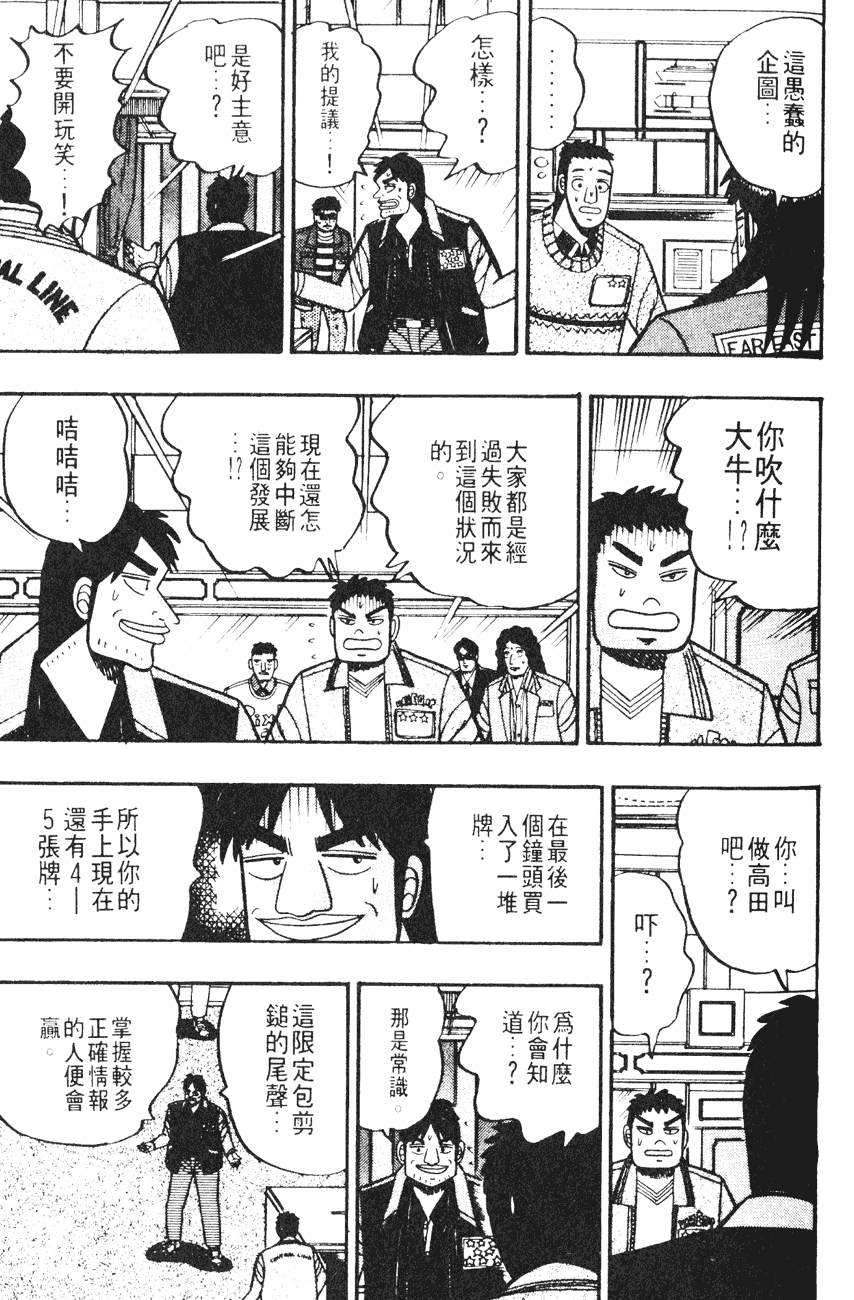 這愚蠢的
企圖…
………
FAR EAST
怎樣…?
我的提議…!
是好主意
吧…?
不要開玩笑…!
AL LINE
你吹什麼
大牛…!?
大家都是經
過失敗而來
到這個狀況
的。
現在還怎
能夠中斷
這個發展
…!?
咭咭咭…
你…叫
做高田
吧…?
吓…?
在最後一
個鐘頭買
入了一堆
牌…
所以你的
手上現在
還有4—
5張牌…
爲什麼
你會知
道…?
那是常識。
這限定包剪
鎚的尾聲…
掌握較多
正確情報
的人便會
贏。
CENTRAL LINE